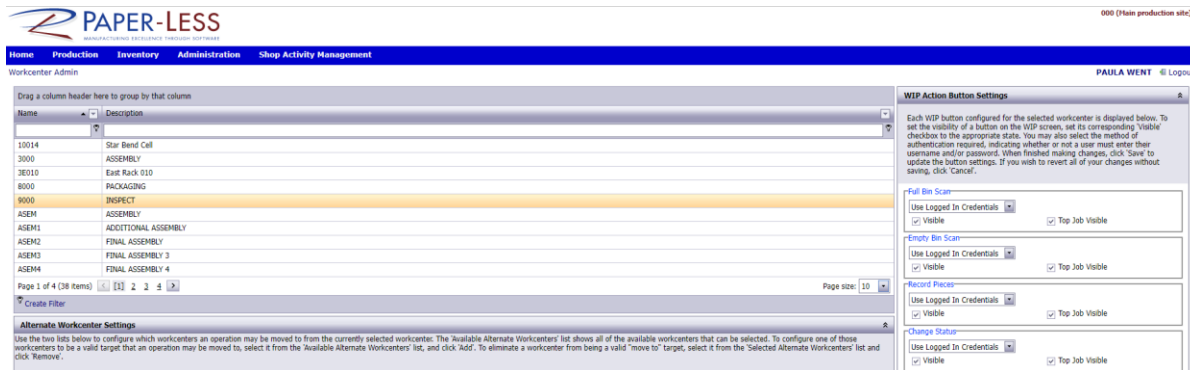 PAPER-LESS
MANUFACTURING EXCELLENCE THROUGH SOFTWARE
000 (Main production site)
Home Production Inventory Administration Shop Activity Management
Workcenter Admin
PAULA WENT Logou
Drag a column header here to group by that column
Name Description
10014 Star Bend Cell
3000 ASSEMBLY
3E010 East Rack 010
8000 PACKAGING
9000 INSPECT
ASEM ASSEMBLY
ASEM1 ADDITIONAL ASSEMBLY
ASEM2 FINAL ASSEMBLY
ASEM3 FINAL ASSEMBLY 3
ASEM4 FINAL ASSEMBLY 4
Page 1 of 4 (38 items) [1] 2 3 4 Page size: 10
Create Filter
Alternate Workcenter Settings
Use the two lists below to configure which workcenters an operation may be moved to from the currently selected workcenter. The 'Available Alternate Workcenters' list shows all of the available workcenters that can be selected. To configure one of those
workcenters to be a valid target that an operation may be moved to, select it from the 'Available Alternate Workcenters' list, and click 'Add'. To eliminate a workcenter from being a valid "move to" target, select it from the 'Selected Alternate Workcenters' list and
click 'Remove'.
WIP Action Button Settings
Each WIP button configured for the selected workcenter is displayed below. To
set the visibility of a button on the WIP screen, set its corresponding 'Visible'
checkbox to the appropriate state. You may also select the method of
authentication required, indicating whether or not a user must enter their
username and/or password. When finished making changes, click 'Save' to
update the button settings. If you wish to revert all of your changes without
saving, click 'Cancel'.
Full Bin Scan
Use Logged In Credentials
Visible Top Job Visible
Empty Bin Scan
Use Logged In Credentials
Visible Top Job Visible
Record Pieces
Use Logged In Credentials
Visible Top Job Visible
Change Status
Use Logged In Credentials
Visible Top Job Visible